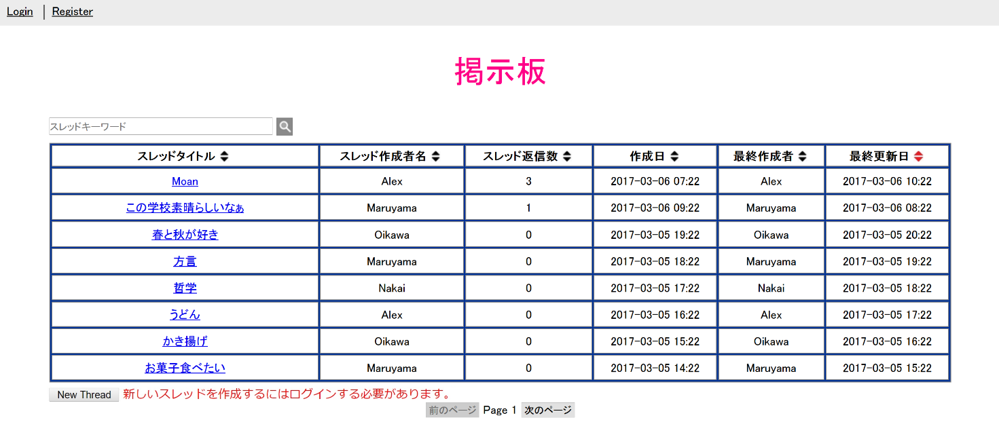 Login | Register
掲示板
スレッドキーワード
スレッドタイトル スレッド作成者名 スレッド返信数 作成日 最終作成者 最終更新日
Moan Alex 3 2017-03-06 07:22 Alex 2017-03-06 10:22
この学校素晴らしいなぁ Maruyama 1 2017-03-06 09:22 Maruyama 2017-03-06 08:22
春と秋が好き Oikawa 0 2017-03-05 19:22 Oikawa 2017-03-05 20:22
方言 Maruyama 0 2017-03-05 18:22 Maruyama 2017-03-05 19:22
哲学 Nakai 0 2017-03-05 17:22 Nakai 2017-03-05 18:22
うどん Alex 0 2017-03-05 16:22 Alex 2017-03-05 17:22
かき揚げ Oikawa 0 2017-03-05 15:22 Oikawa 2017-03-05 16:22
お菓子食べたい Maruyama 0 2017-03-05 14:22 Maruyama 2017-03-05 15:22
New Thread 新しいスレッドを作成するにはログインする必要があります。
前のページ Page 1 次のページ